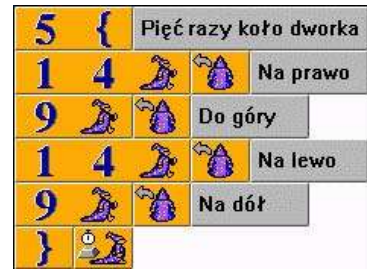 5 { Pięć razy koło dworka
1 4 Na prawo
9 Do góry
1 4 Na lewo
9 Na dół
}